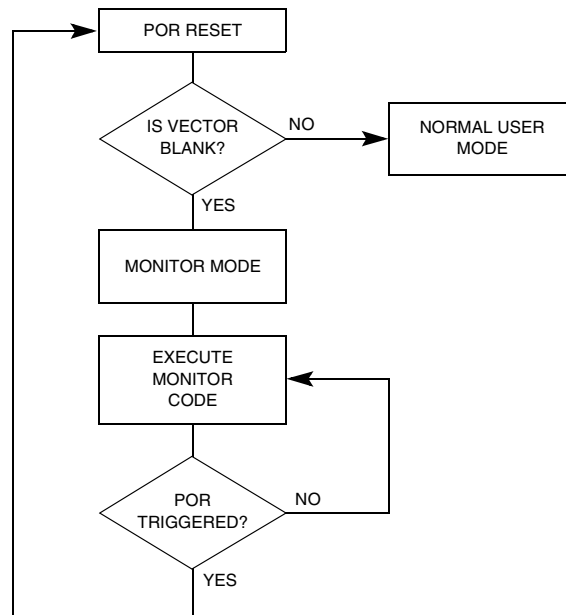 POR RESET
IS VECTOR
BLANK?
NO
NORMAL USER
MODE
YES
MONITOR MODE
EXECUTE
MONITOR
CODE
POR
TRIGGERED?
NO
YES